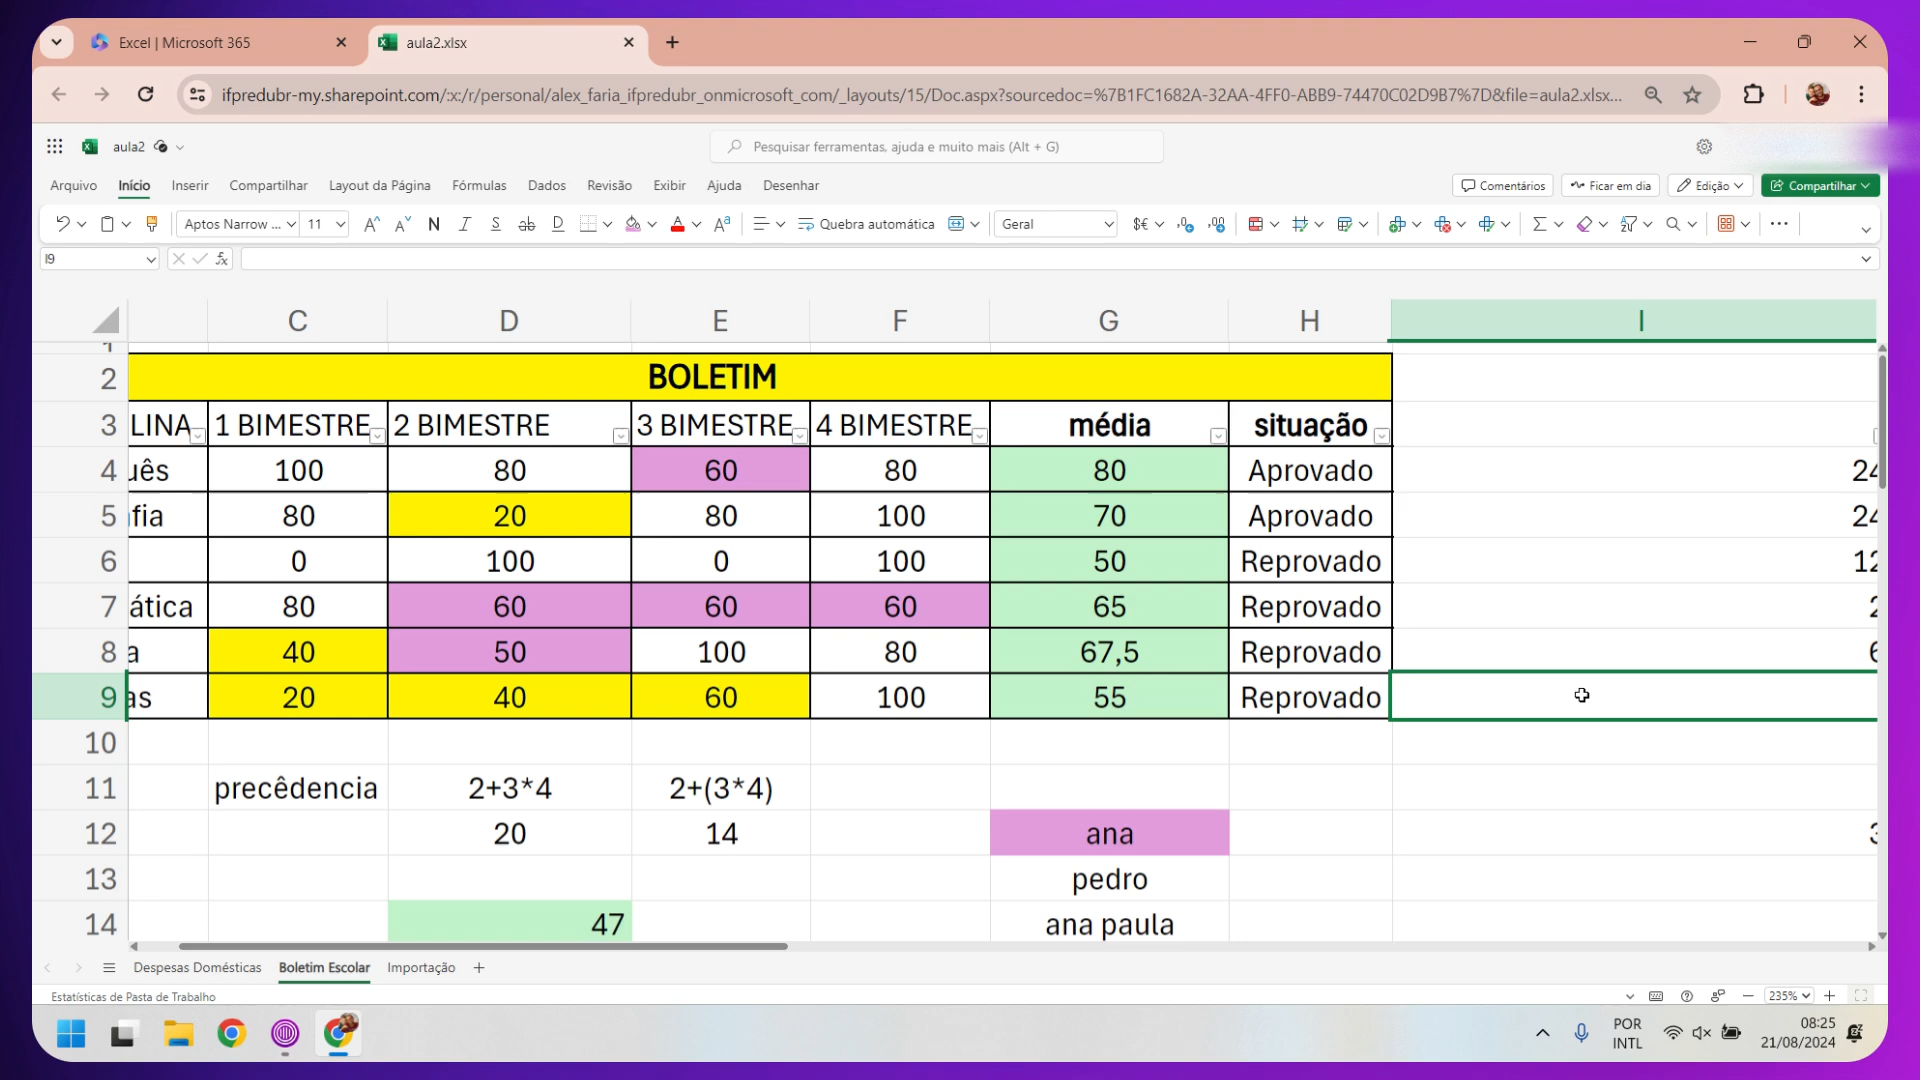 Excel | Microsoft 365
aula2.xlsx
ifpredubr-my.sharepoint.com/:x:/r/personal/alex_faria_ifpredubr_onmicrosoft_com/_layouts/15/Doc.aspx?sourcedoc=%7B1FC1682A-32AA-4FF0-ABB9-74470C02D9B7%7D&file=aula2.xlsx...
aula2
Pesquisar ferramentas, ajuda e muito mais (Alt + G)
Arquivo Início Inserir Compartilhar Layout da Página Fórmulas Dados Revisão Exibir Ajuda Desenhar Comentários Ficar em dia Edição Compartilhar
Aptos Narrow ... 11 N I S ab D Quebra automática Geral
I9 fx
C D E F G H I
2 BOLETIM
3 LINA 1 BIMESTRE 2 BIMESTRE 3 BIMESTRE 4 BIMESTRE média situação
4 uês 100 80 60 80 80 Aprovado 24
5 fia 80 20 80 100 70 Aprovado 24
6 0 100 0 100 50 Reprovado 12
7 ática 80 60 60 60 65 Reprovado 2
8 a 40 50 100 80 67,5 Reprovado 6
9 as 20 40 60 100 55 Reprovado
10
11 precêdencia 2+3*4 2+(3*4)
12 20 14 ana 3
13 pedro
14 47 ana paula
Despesas Domésticas Boletim Escolar Importação
Estatísticas de Pasta de Trabalho 235%
POR
INTL
08:25
21/08/2024